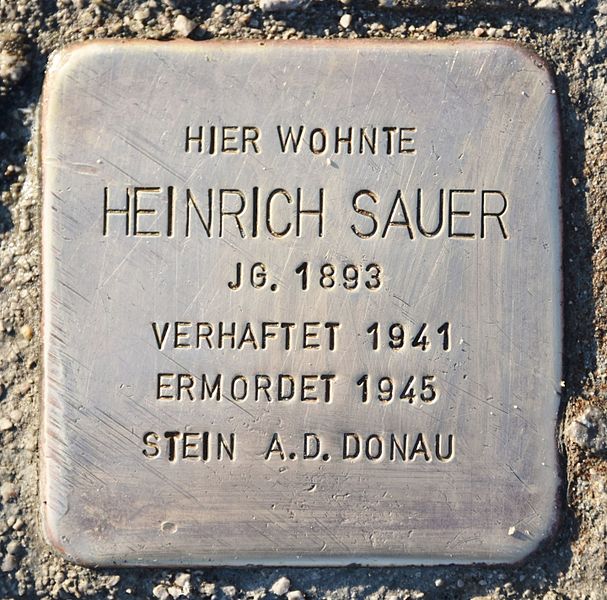 HIER WOHNTE
HEINRICH SAUER
JG. 1893
VERHAFTET 1941
ERMORDET 1945
STEIN A.D. DONAU